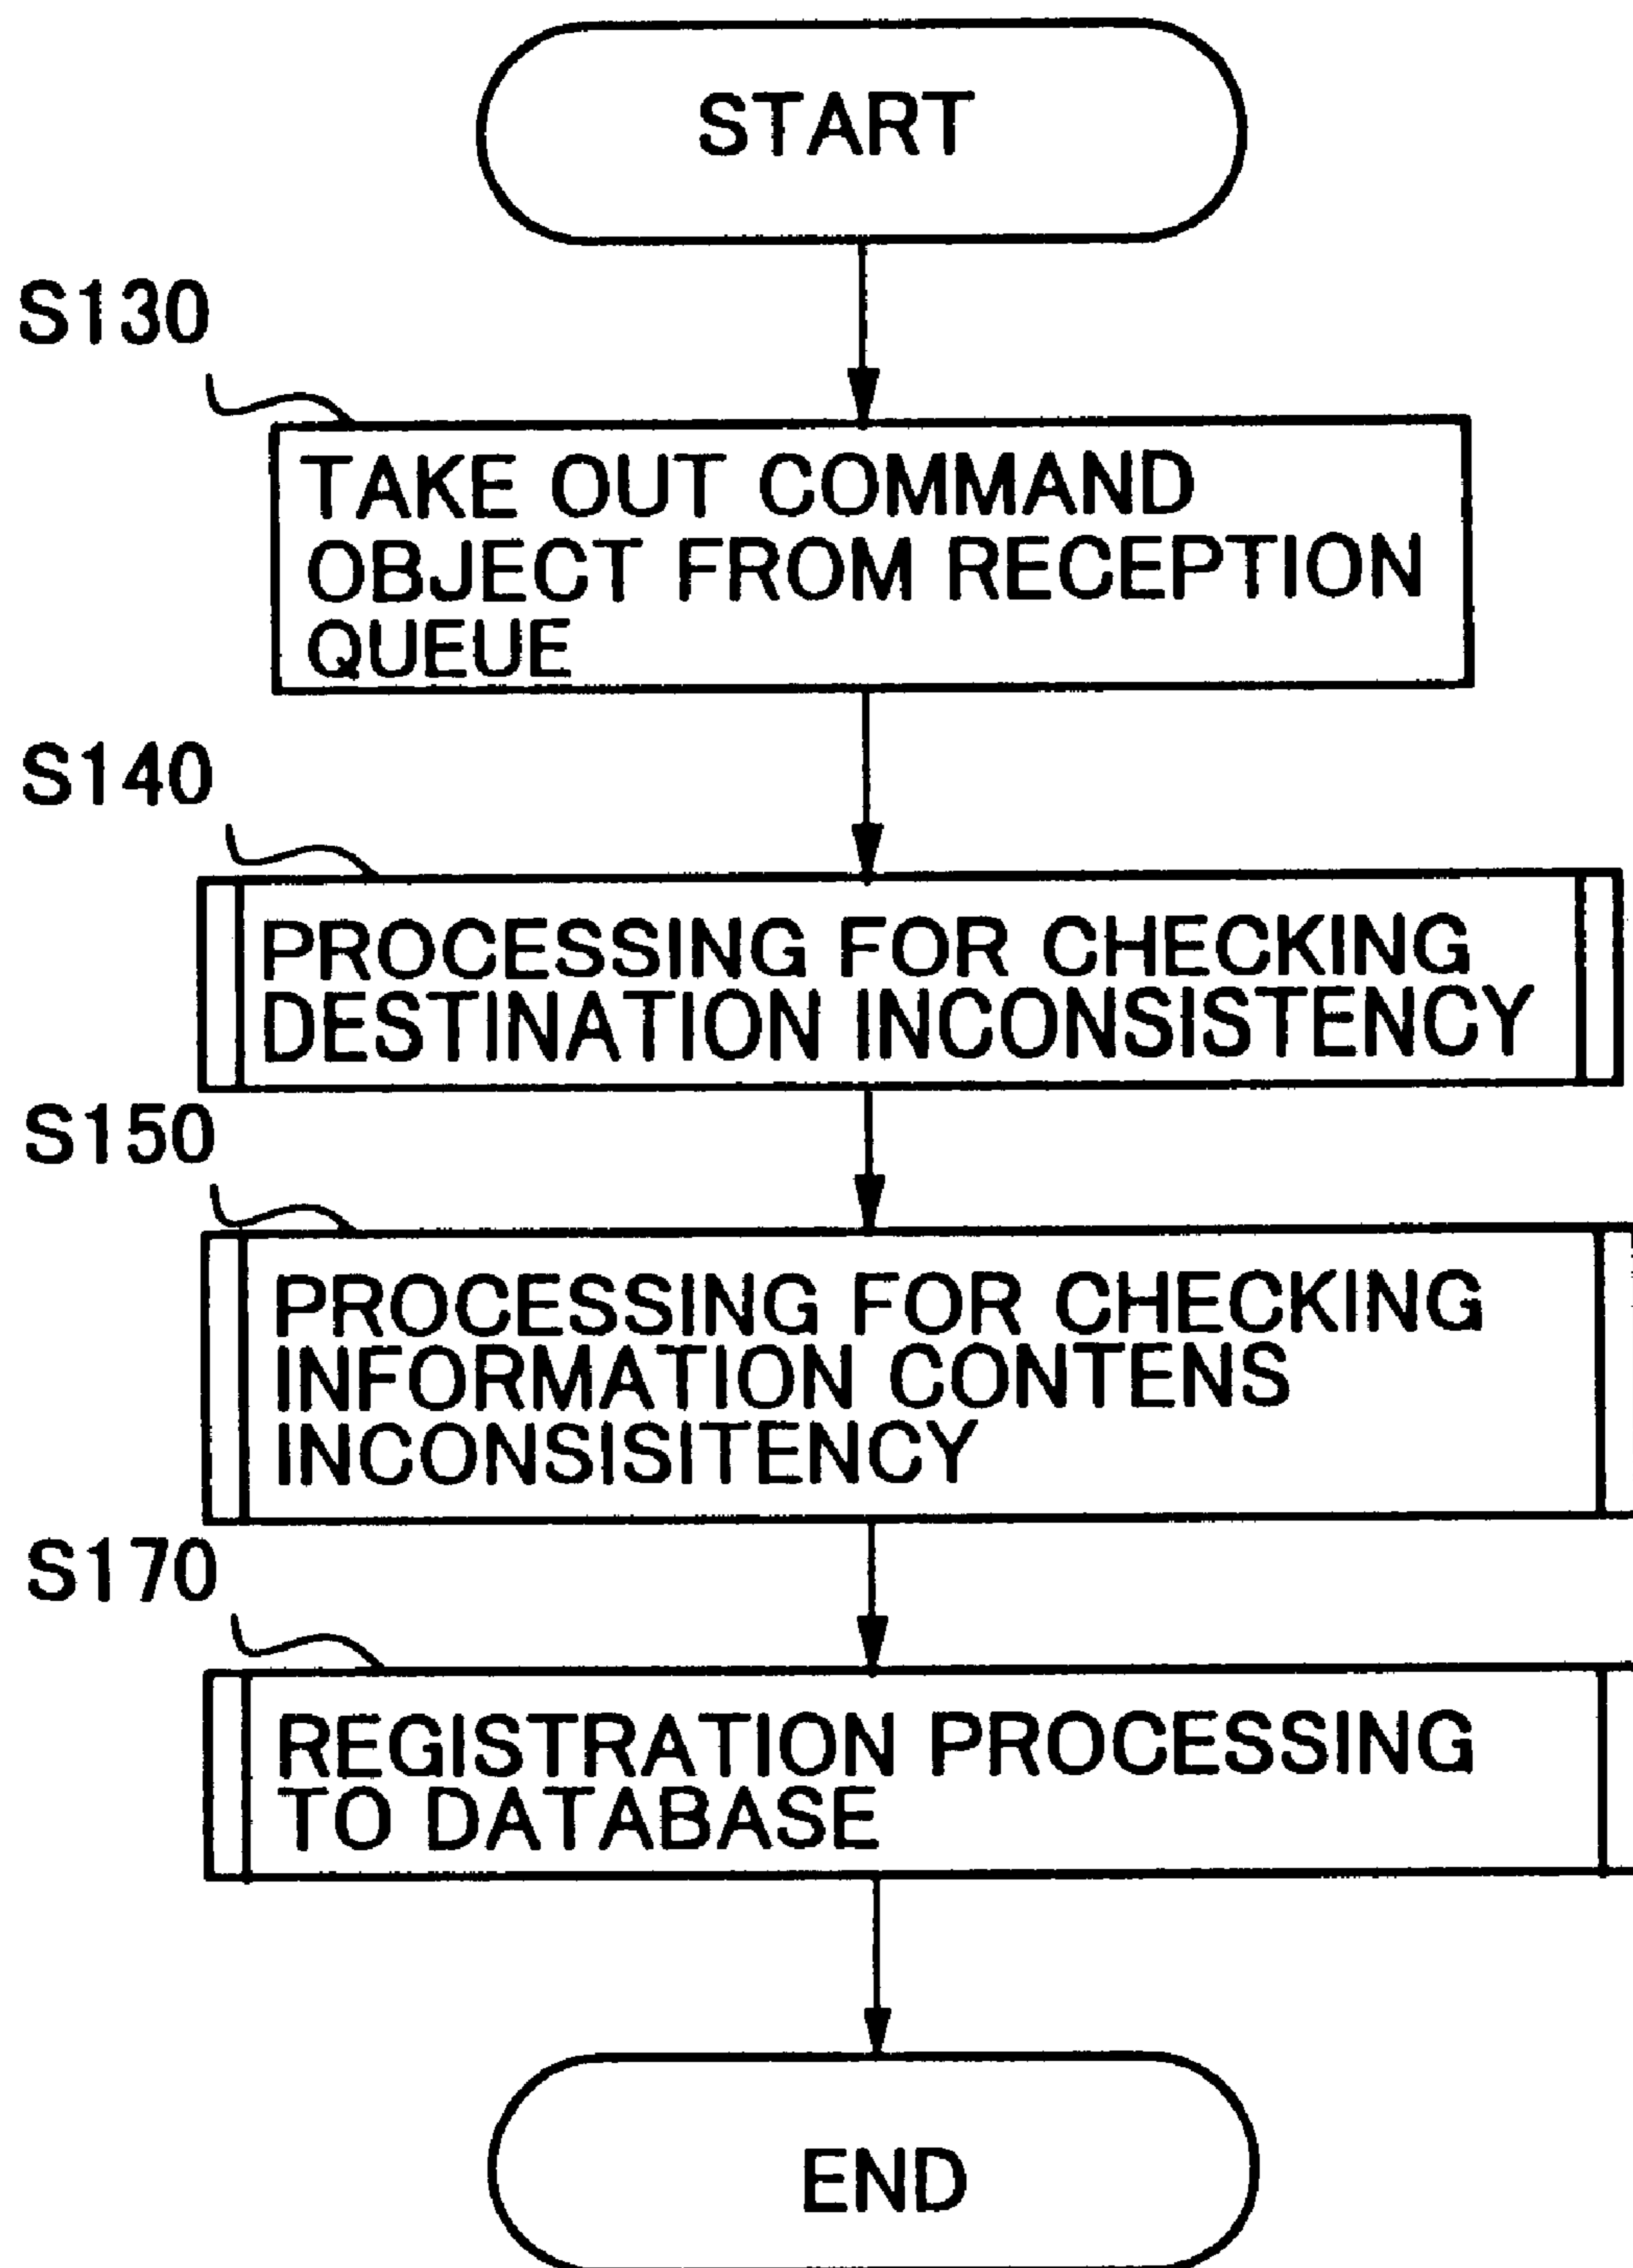 START
S130
TAKE OUT COMMAND
OBJECT FROM RECEPTION
QUEUE
S140
PROCESSING FOR CHECKING
DESTINATION INCONSISTENCY
S150
PROCESSING FOR CHECKING
INFORMATION CONTENS
INCONSISITENCY
S170
REGISTRATION PROCESSING
TO DATABASE
END